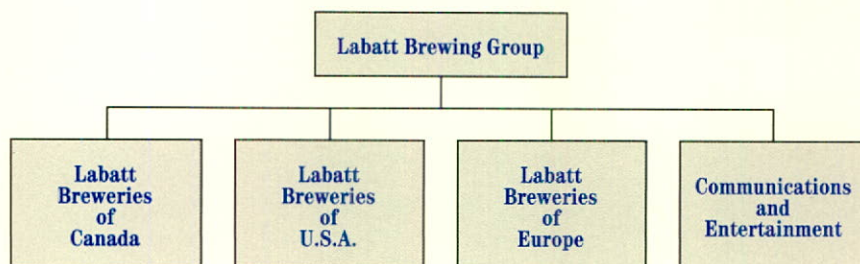 Labatt Brewing Group
Labatt
Breweries
of
Canada
Labatt
Breweries
of
U.S.A.
Labatt
Breweries
of
Europe
Communications
and
Entertainment